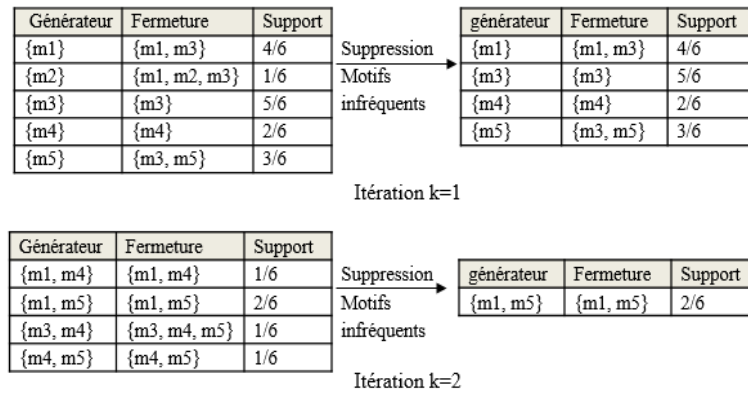 Générateur Fermeture Support
{m1} {m1, m3} 4/6
{m2} {m1, m2, m3} 1/6
{m3} {m3} 5/6
{m4} {m4} 2/6
{m5} {m3, m5} 3/6
Suppression
Motifs
infréquents
générateur Fermeture Support
{m1} {m1, m3} 4/6
{m3} {m3} 5/6
{m4} {m4} 2/6
{m5} {m3, m5} 3/6
Itération k=1
Générateur Fermeture Support
{m1, m4} {m1, m4} 1/6
{m1, m5} {m1, m5} 2/6
{m3, m4} {m3, m4, m5} 1/6
{m4, m5} {m4, m5} 1/6
Suppression
Motifs
infréquents
générateur Fermeture Support
{m1, m5} {m1, m5} 2/6
Itération k=2